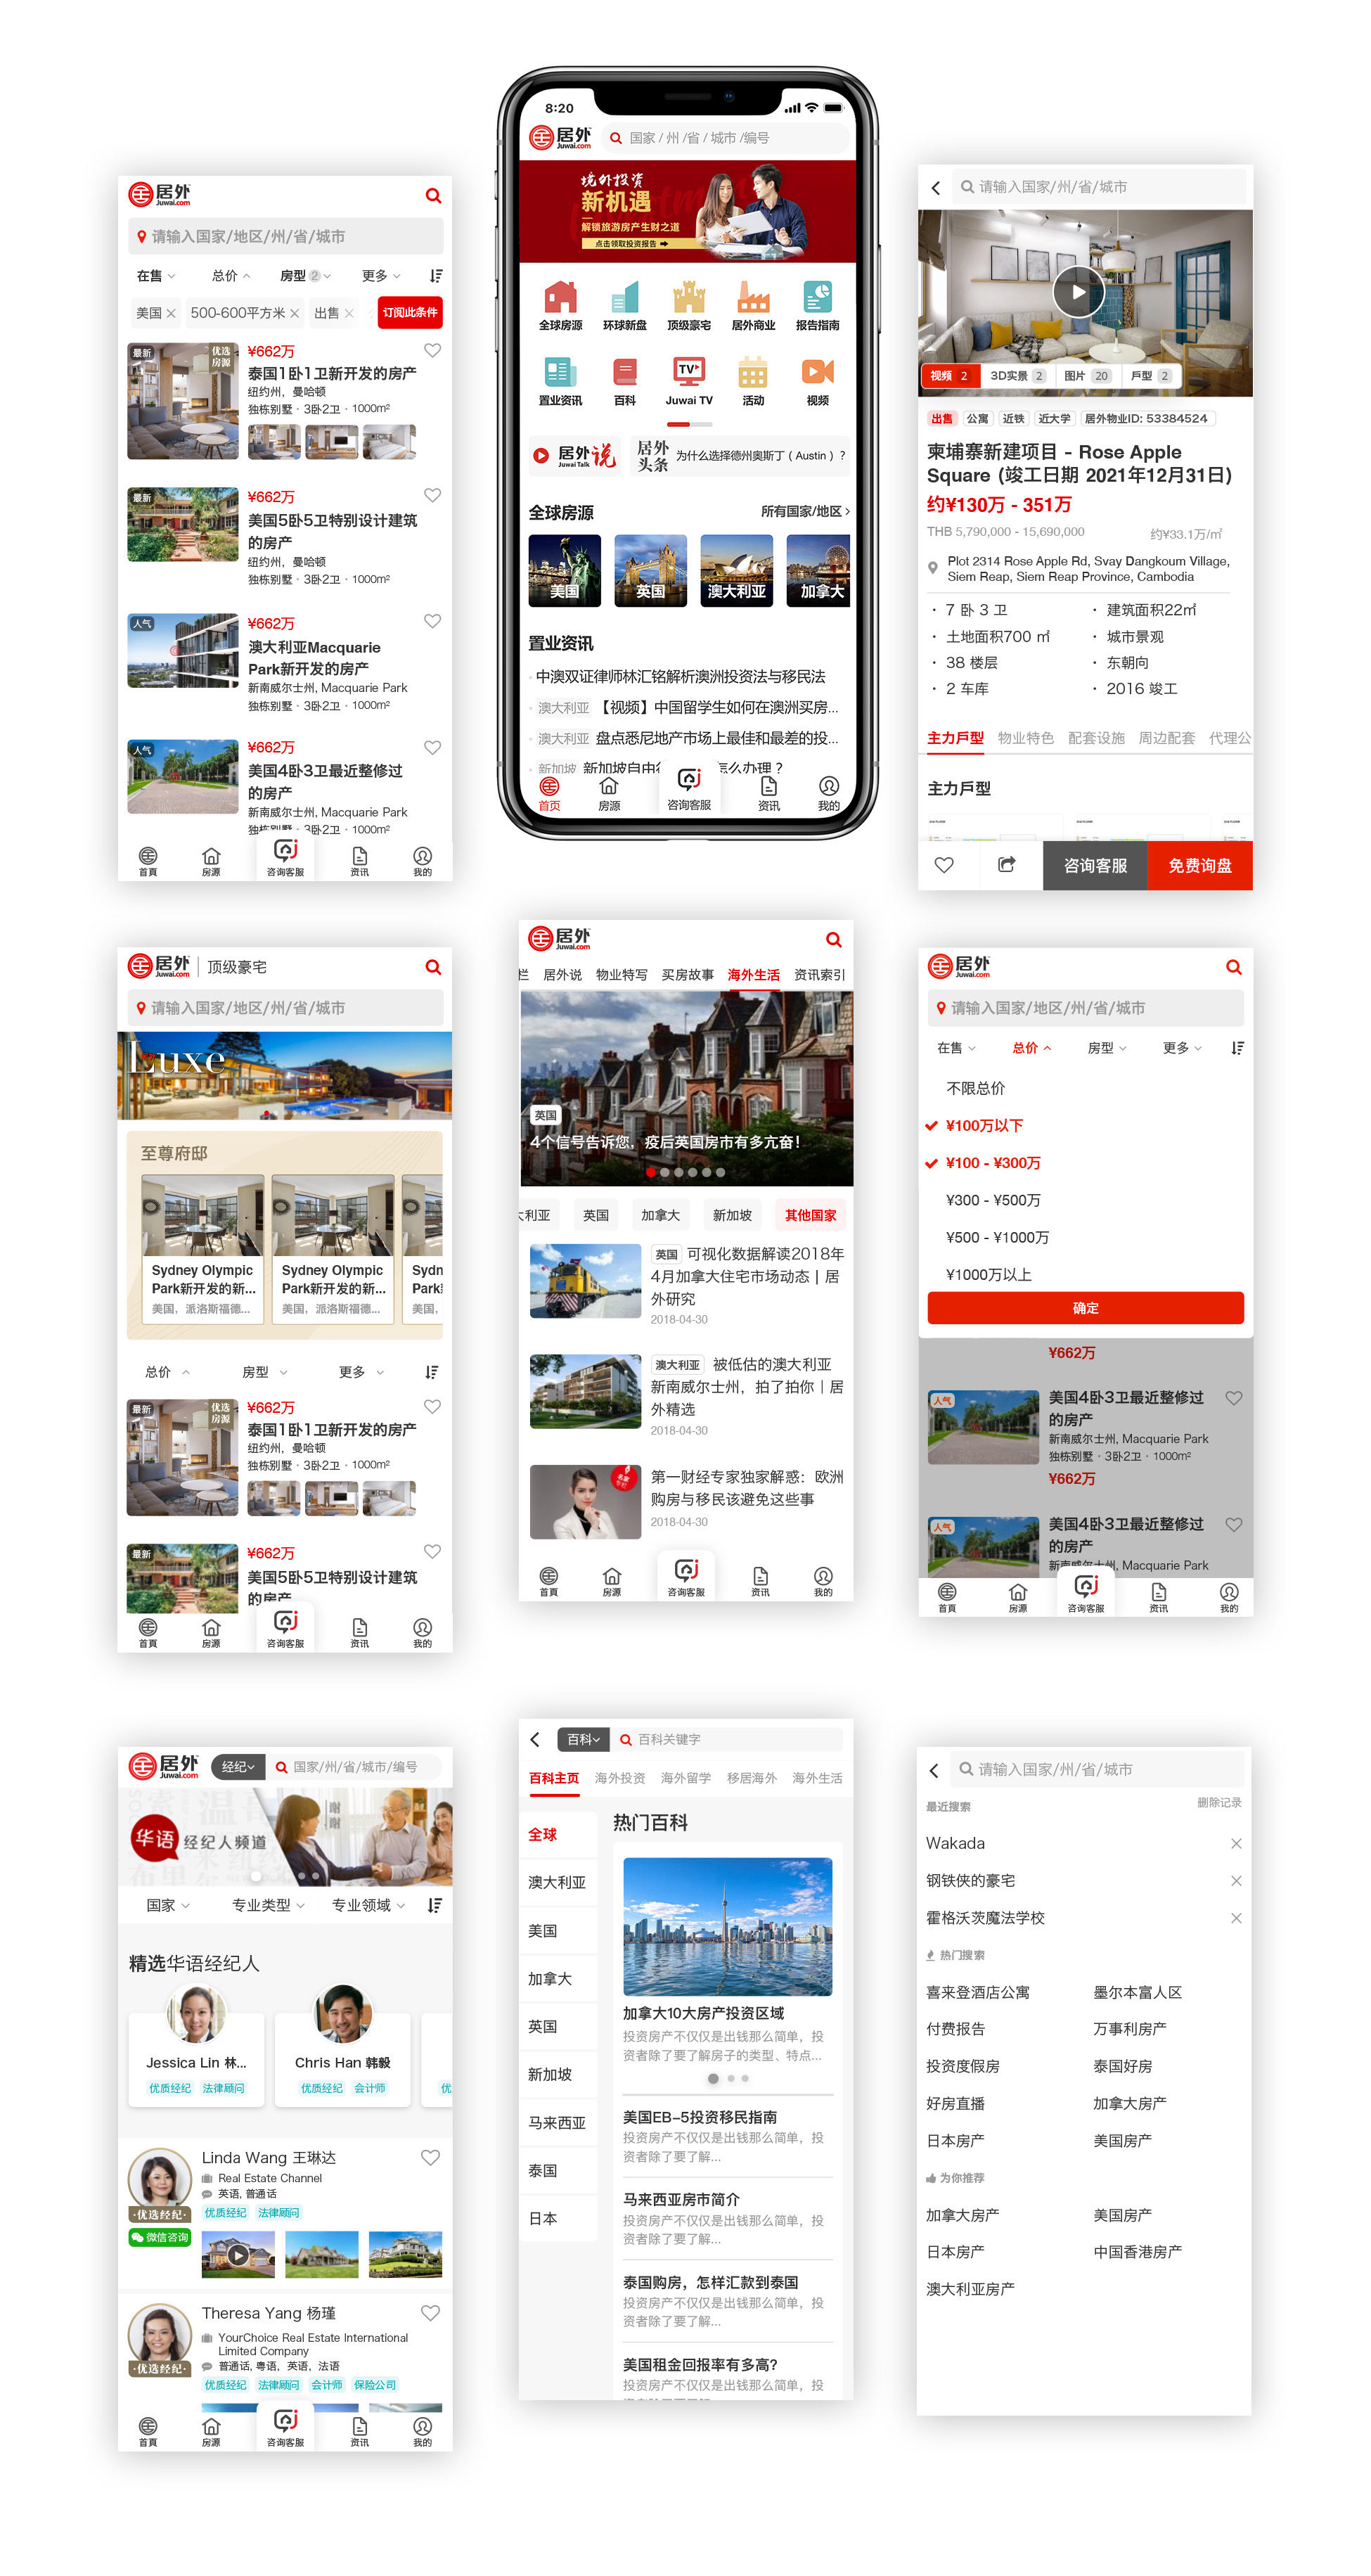 居外
Juwai.com
请输入国家/地区/州/省/城市
在售 总价 房型 2 更多
美国 500-600平方米 出售 订阅此条件
最新
优选
房源
¥662万
泰国1卧1卫新开发的房产
纽约州，曼哈顿
独栋别墅 · 3卧2卫 · 1000m²
最新
¥662万
美国5卧5卫特别设计建筑
的房产
纽约州，曼哈顿
独栋别墅 · 3卧2卫 · 1000m²
人气
¥662万
澳大利亚Macquarie
Park新开发的房产
新南威尔士州, Macquarie Park
独栋别墅 · 3卧2卫 · 1000m²
人气
¥662万
美国4卧3卫最近整修过
的房产
新南威尔士州, Macquarie Park
独栋别墅 · 3卧2卫 · 1000m²
首頁 房源 咨询客服 资讯 我的
8:20
居外
Juwai.com
国家 / 州 /省 / 城市 /编号
境外投资
新机遇
解锁旅游房产生财之道
点击领取投资报告
全球房源 环球新盘 顶级豪宅 居外商业 报告指南
TV
置业资讯 百科 Juwai TV 活动 视频
居外说
Juwai Talk
居外
头条
为什么选择德州奥斯丁（Austin）?
全球房源 所有国家/地区
美国 英国 澳大利亚 加拿大
置业资讯
中澳双证律师林汇铭解析澳洲投资法与移民法
澳大利亚 【视频】中国留学生如何在澳洲买房...
澳大利亚 盘点悉尼地产市场上最佳和最差的投...
新加坡 新加坡自由 怎么办理？
首页 房源 咨询客服 资讯 我的
请输入国家/州/省/城市
视频 2 3D实景 2 图片 20 戶型 2
出售 公寓 近铁 近大学 居外物业ID: 53384524
柬埔寨新建项目 - Rose Apple
Square (竣工日期 2021年12月31日)
约¥130万 - 351万
THB 5,790,000 - 15,690,000 约¥33.1万/㎡
Plot 2314 Rose Apple Rd, Svay Dangkoum Village,
Siem Reap, Siem Reap Province, Cambodia
· 7 卧 3 卫 · 建筑面积22㎡
· 土地面积700 ㎡ · 城市景观
· 38 楼层 · 东朝向
· 2 车库 · 2016 竣工
主力戶型 物业特色 配套设施 周边配套 代理公
主力戶型
咨询客服 免费询盘
居外
Juwai.com
顶级豪宅
请输入国家/地区/州/省/城市
Luxe
至尊府邸
Sydney Olympic
Park新开发的新...
美国，派洛斯福德...
Sydney Olympic
Park新开发的新...
美国，派洛斯福德...
Sydn
Park
美国，
总价 房型 更多
最新
优选
房源
¥662万
泰国1卧1卫新开发的房产
纽约州，曼哈顿
独栋别墅 · 3卧2卫 · 1000m²
最新
¥662万
美国5卧5卫特别设计建筑
的房产
首頁 房源 咨询客服 资讯 我的
居外
Juwai.com
栏 居外说 物业特写 买房故事 海外生活 资讯索引
英国
4个信号告诉您，疫后英国房市有多亢奋！
大利亚 英国 加拿大 新加坡 其他国家
英国 可视化数据解读2018年
4月加拿大住宅市场动态 | 居
外研究
2018-04-30
澳大利亚 被低估的澳大利亚
新南威尔士州，拍了拍你 | 居
外精选
2018-04-30
第一财经专家独家解惑：欧洲
购房与移民该避免这些事
2018-04-30
首頁 房源 咨询客服 资讯 我的
居外
Juwai.com
请输入国家/地区/州/省/城市
在售 总价 房型 更多
不限总价
¥100万以下
¥100 - ¥300万
¥300 - ¥500万
¥500 - ¥1000万
¥1000万以上
确定
¥662万
人气
美国4卧3卫最近整修过
的房产
新南威尔士州, Macquarie Park
独栋别墅 · 3卧2卫 · 1000m²
¥662万
人气
美国4卧3卫最近整修过
的房产
新南威尔士州, Macquarie Park
首頁 房源 咨询客服 资讯 我的
居外
Juwai.com
经纪 国家/州/省/城市/编号
谢谢
华语 经纪人频道
国家 专业类型 专业领域
精选华语经纪人
Jessica Lin 林...
优质经纪 法律顾问
Chris Han 韩毅
优质经纪 会计师
优
Linda Wang 王琳达
Real Estate Channel
英语, 普通话
优质经纪 法律顾问
·优选经纪·
微信咨询
Theresa Yang 杨瑾
YourChoice Real Estate International
Limited Company
普通话, 粤语，英语，法语
·优选经纪·
优质经纪 法律顾问 会计师 保险公司
首頁 房源 咨询客服 资讯 我的
百科 百科关键字
百科主页 海外投资 海外留学 移居海外 海外生活
全球
澳大利亚
美国
加拿大
英国
新加坡
马来西亚
泰国
日本
热门百科
加拿大10大房产投资区域
投资房产不仅仅是出钱那么简单，投
资者除了要了解房子的类型、特点...
美国EB-5投资移民指南
投资房产不仅仅是出钱那么简单，投
资者除了要了解...
马来西亚房市简介
投资房产不仅仅是出钱那么简单，投
资者除了要了解...
泰国购房，怎样汇款到泰国
投资房产不仅仅是出钱那么简单，投
资者除了要了解...
美国租金回报率有多高?
投资房产不仅仅是出钱那么简单，投
请输入国家/州/省/城市
最近搜索 删除记录
Wakada
钢铁侠的豪宅
霍格沃茨魔法学校
热门搜索
喜来登酒店公寓 墨尔本富人区
付费报告 万事利房产
投资度假房 泰国好房
好房直播 加拿大房产
日本房产 美国房产
为你推荐
加拿大房产 美国房产
日本房产 中国香港房产
澳大利亚房产